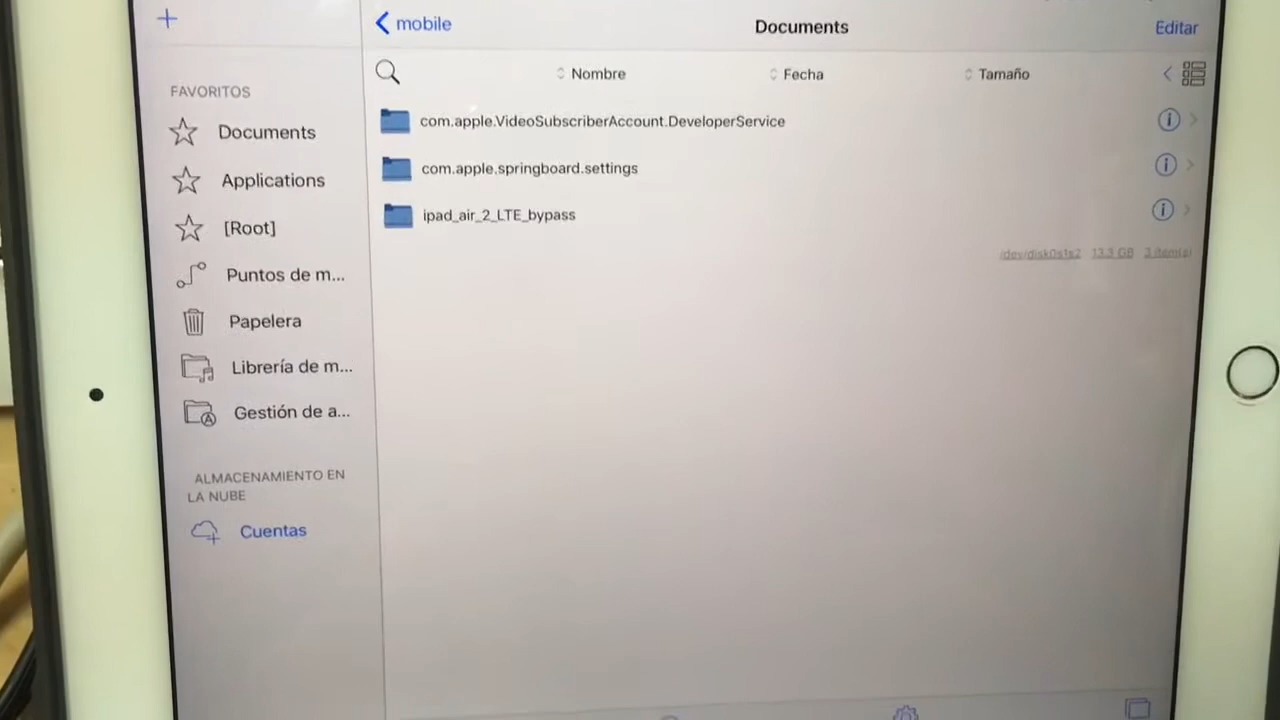 mobile
Documents
Editar
Nombre
Fecha
Tamaño
FAVORITOS
Documents
Applications
[Root]
Puntos de m...
Papelera
Librería de m...
Gestión de a...
ALMACENAMIENTO EN
LA NUBE
Cuentas
com.apple.VideoSubscriberAccount.DeveloperService
com.apple.springboard.settings
ipad_air_2_LTE_bypass
/dev/disk0s1s2 13.3 GB 3 item(s)